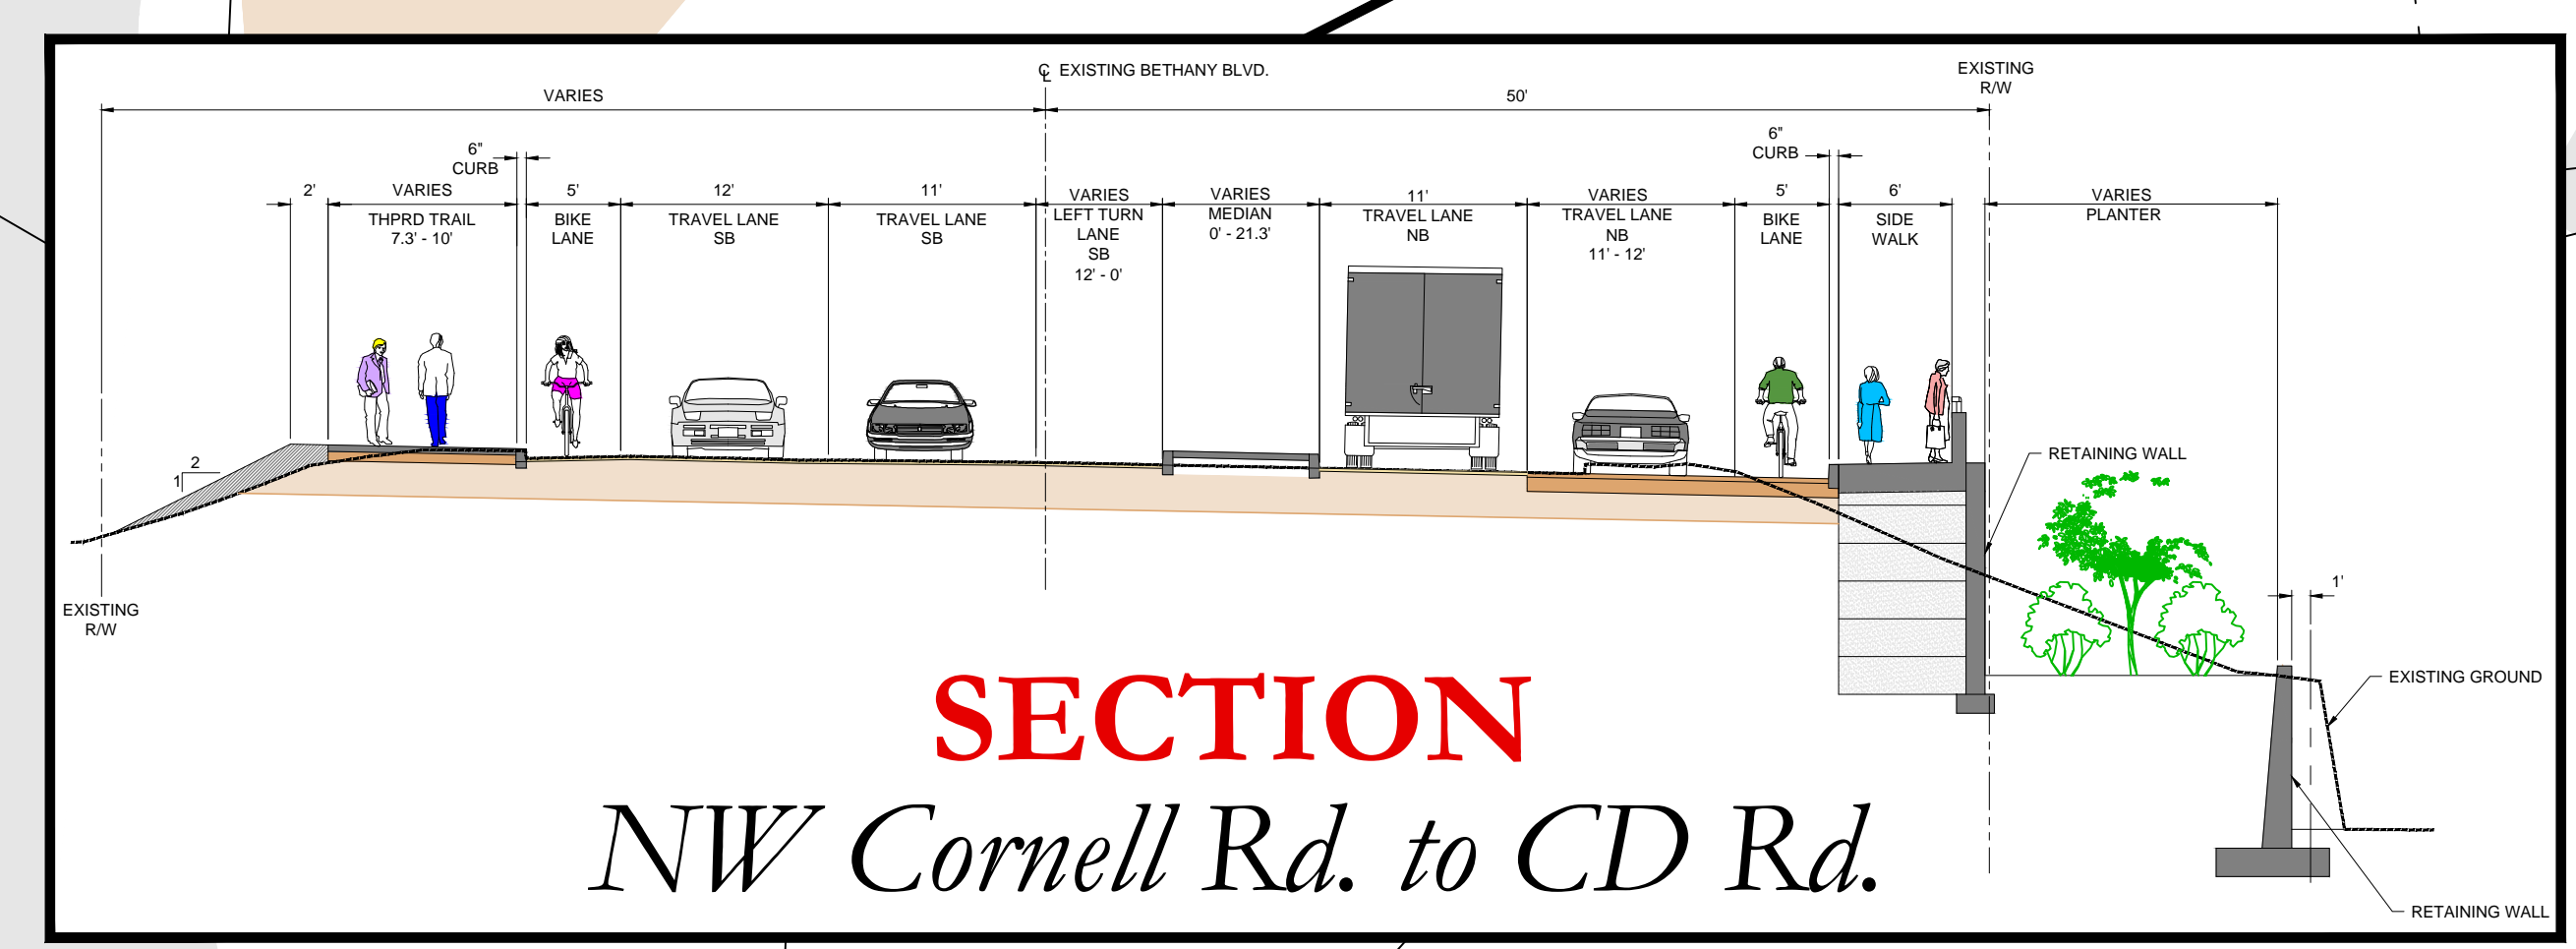 ℄ EXISTING BETHANY BLVD.
EXISTING
R/W
VARIES
50'
6"
CURB
6"
CURB
2'
VARIES
THPRD TRAIL
7.3' - 10'
5'
BIKE
LANE
12'
TRAVEL LANE
SB
11'
TRAVEL LANE
SB
VARIES
LEFT TURN
LANE
SB
12' - 0'
VARIES
MEDIAN
0' - 21.3'
11'
TRAVEL LANE
NB
VARIES
TRAVEL LANE
NB
11' - 12'
5'
BIKE
LANE
6'
SIDE
WALK
VARIES
PLANTER
2
1
RETAINING WALL
1'
EXISTING
R/W
EXISTING GROUND
RETAINING WALL
SECTION
NW Cornell Rd. to CD Rd.